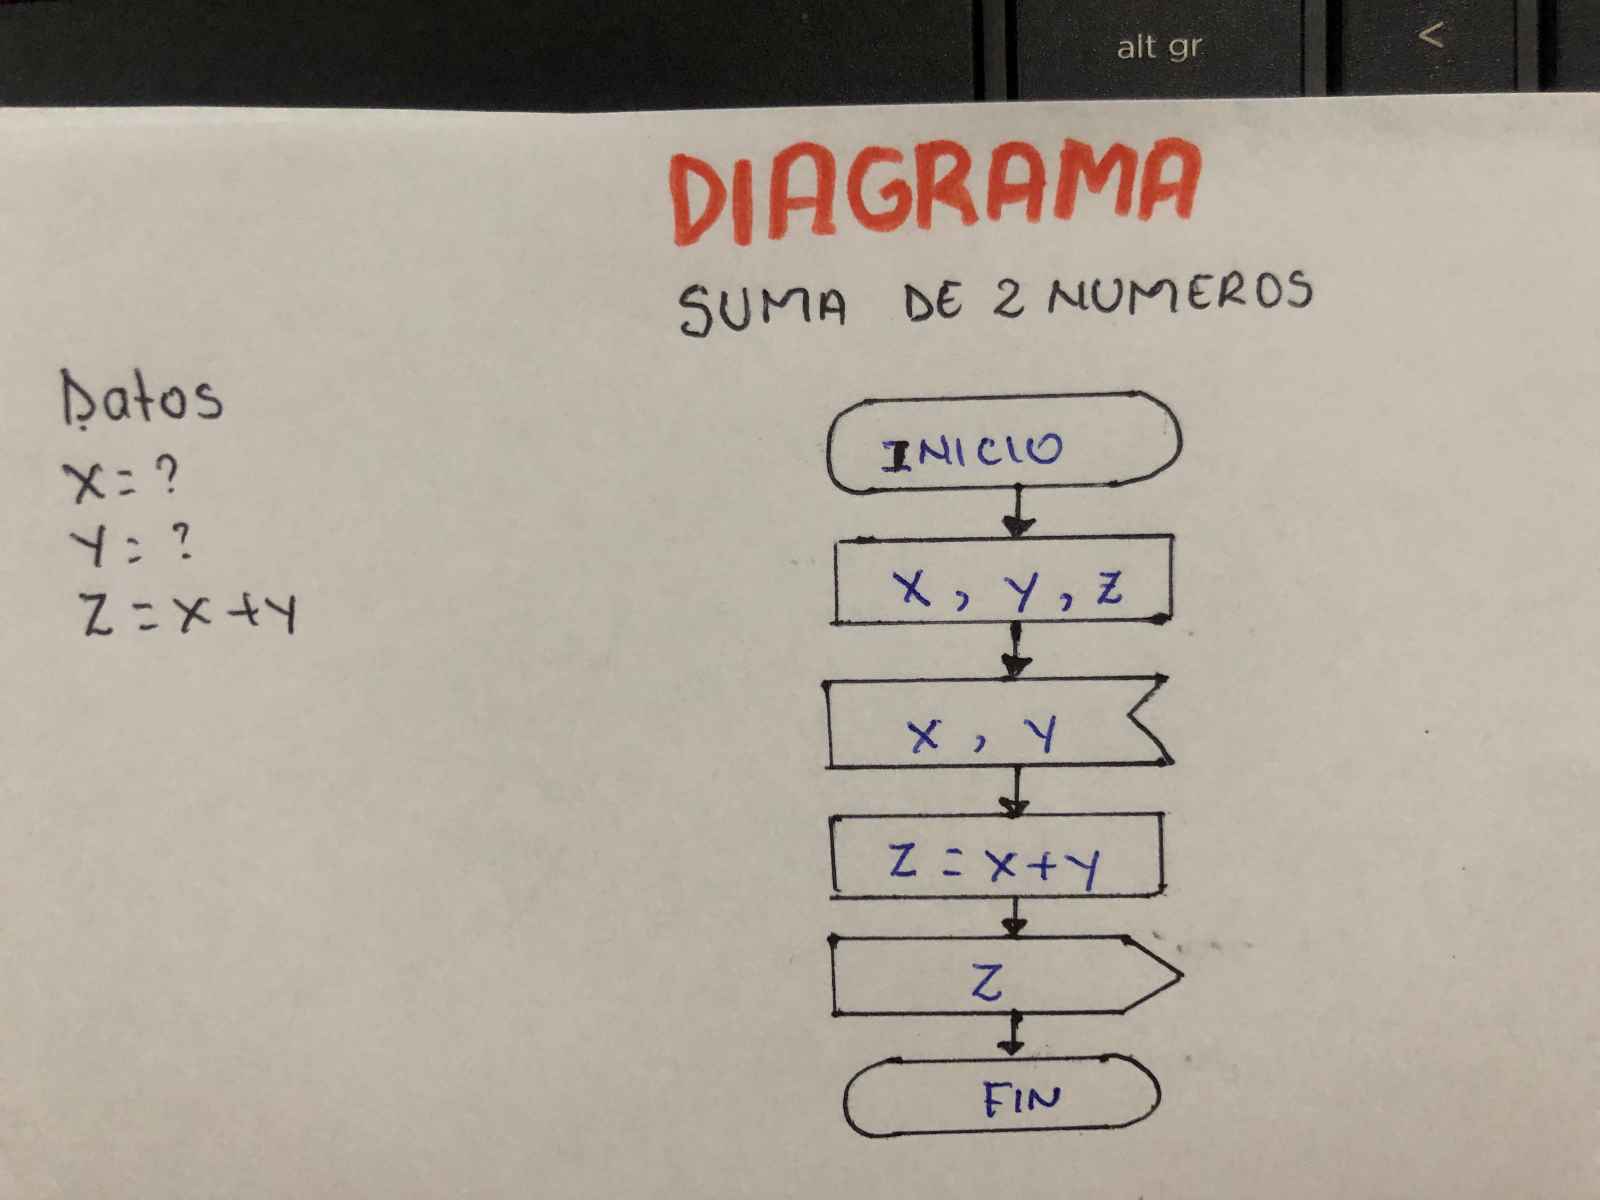 alt gr <
DIAGRAMA
SUMA DE 2 NUMEROS
Datos
X = ?
Y = ?
Z = X + Y
INICIO
X, Y, Z
X, Y
Z = X + Y
Z
FIN